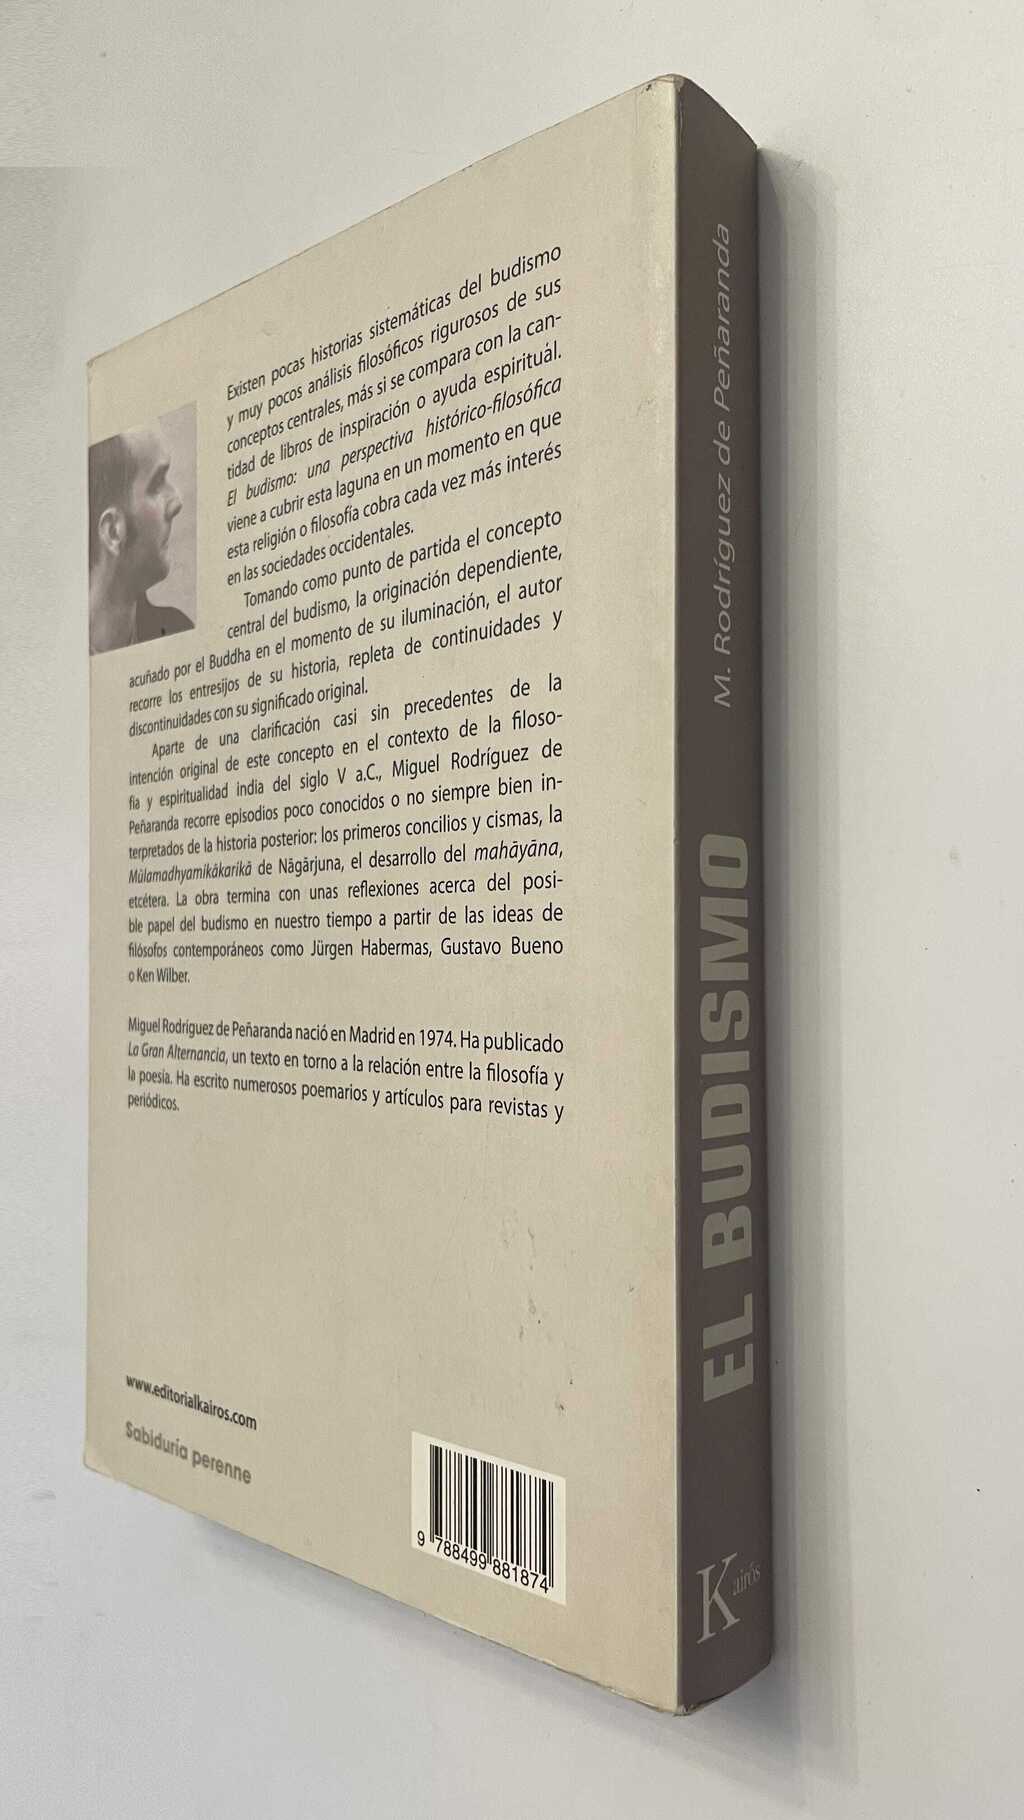 Existen pocas historias sistemáticas del budismo
y muy pocos análisis filosóficos rigurosos de sus
conceptos centrales, más si se compara con la can-
tidad de libros de inspiración o ayuda espirituál.
El budismo: una perspectiva histórico-filosófica
viene a cubrir esta laguna en un momento en que
esta religión o filosofía cobra cada vez más interés
en las sociedades occidentales.
Tomando como punto de partida el concepto
central del budismo, la originación dependiente,
acuñado por el Buddha en el momento de su iluminación, el autor
recorre los entresijos de su historia, repleta de continuidades y
discontinuidades con su significado original.
Aparte de una clarificación casi sin precedentes de la
intención original de este concepto en el contexto de la filoso-
fia y espiritualidad india del siglo V a.C., Miguel Rodríguez de
Peñaranda recorre episodios poco conocidos o no siempre bien in-
terpretados de la historia posterior: los primeros concilios y cismas, la
Mūlamadhyamikākarikā de Nāgārjuna, el desarrollo del mahāyāna,
etcétera. La obra termina con unas reflexiones acerca del posi-
ble papel del budismo en nuestro tiempo a partir de las ideas de
filósofos contemporáneos como Jürgen Habermas, Gustavo Bueno
o Ken Wilber.
Miguel Rodríguez de Peñaranda nació en Madrid en 1974. Ha publicado
La Gran Alternancia, un texto en torno a la relación entre la filosofía y
la poesía. Ha escrito numerosos poemarios y artículos para revistas y
periódicos.
www.editorialkairos.com
Sabiduría perenne
9 788499 881874
M. Rodríguez de Peñaranda
EL BUDISMO
Kairós